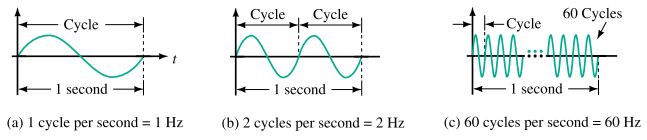 Cycle
t
1 second
(a) 1 cycle per second = 1 Hz
Cycle Cycle
1 second
(b) 2 cycles per second = 2 Hz
60 Cycles
Cycle
1 second
(c) 60 cycles per second = 60 Hz